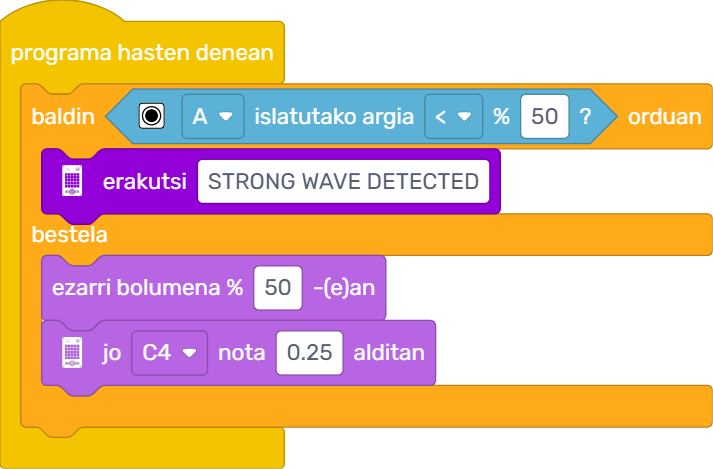 programa hasten denean
baldin A islatutako argia < % 50 ? orduan
erakutsi STRONG WAVE DETECTED
bestela
ezarri bolumena % 50 -(e)an
jo C4 nota 0.25 alditan